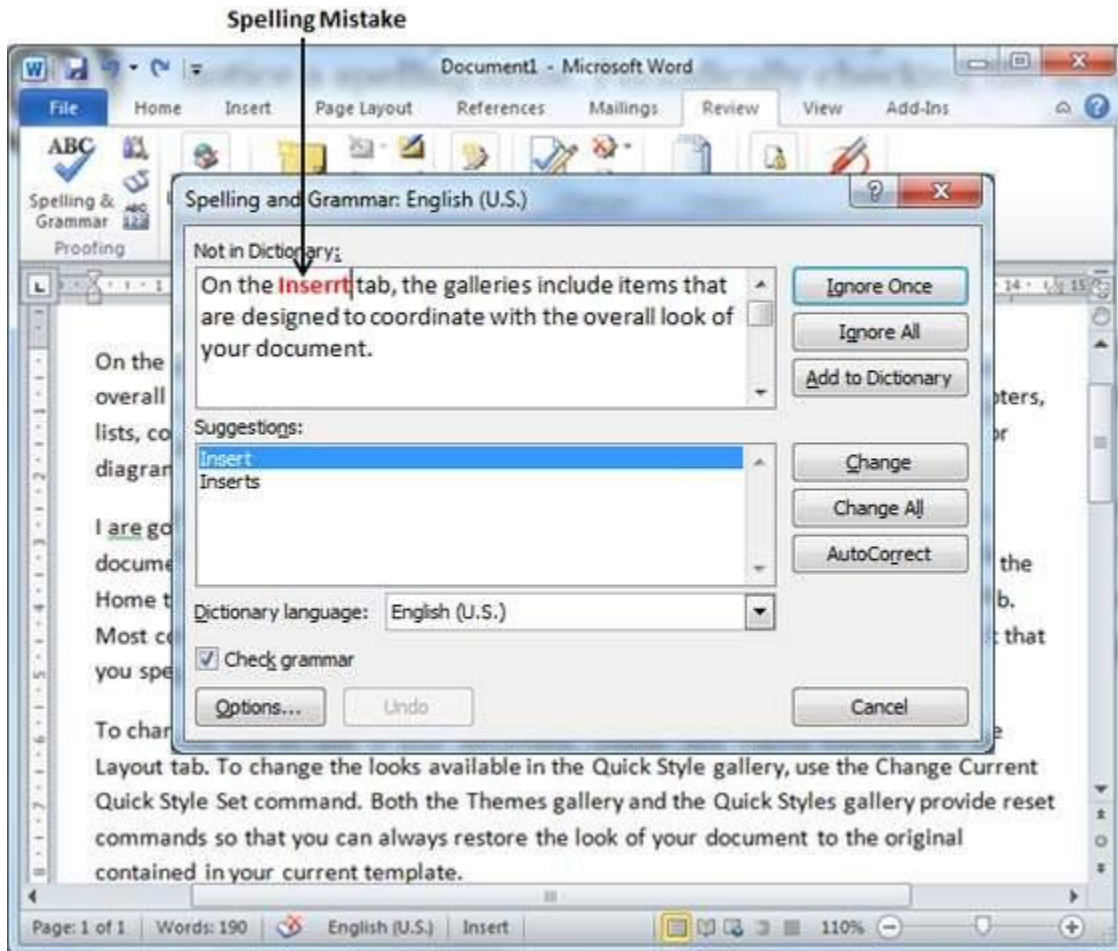 Spelling Mistake
W
Document1 - Microsoft Word
File Home Insert Page Layout References Mailings Review View Add-Ins
ABC
Spelling & Grammar
ABC
123
Proofing
Spelling and Grammar: English (U.S.)
Not in Dictionary:
On the Inserrt tab, the galleries include items that
are designed to coordinate with the overall look of
your document.
Ignore Once
Ignore All
Add to Dictionary
Suggestions:
Insert
Inserts
Change
Change All
AutoCorrect
Dictionary language: English (U.S.)
Check grammar
Options... Undo Cancel
On the
overall
lists, co
I are go
Home t the
b.
Most co that
you spe
Layout tab. To change the looks available in the Quick Style gallery, use the Change Current
Quick Style Set command. Both the Themes gallery and the Quick Styles gallery provide reset
commands so that you can always restore the look of your document to the original
contained in your current template.
Page: 1 of 1 Words: 190 English (U.S.) Insert 110%